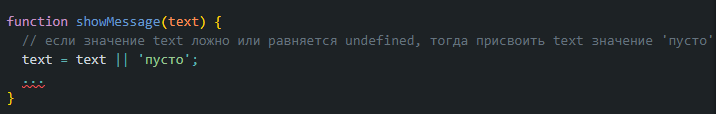 function showMessage(text) {
// если значение text ложно или равняется undefined, тогда присвоить text значение 'пусто'
text = text || 'пусто';
...
}